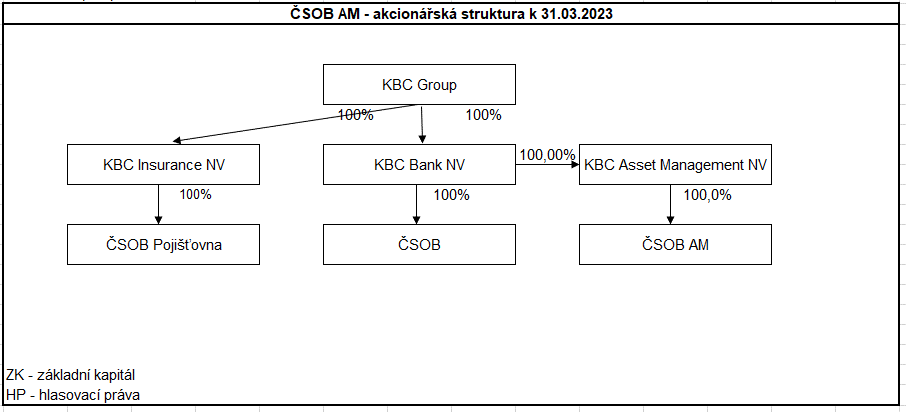 ČSOB AM - akcionářská struktura k 31.03.2023
KBC Group
100%
100%
KBC Insurance NV
KBC Bank NV
100,00%
KBC Asset Management NV
100%
100%
100,0%
ČSOB Pojišťovna
ČSOB
ČSOB AM
ZK - základní kapitál
HP - hlasovací práva